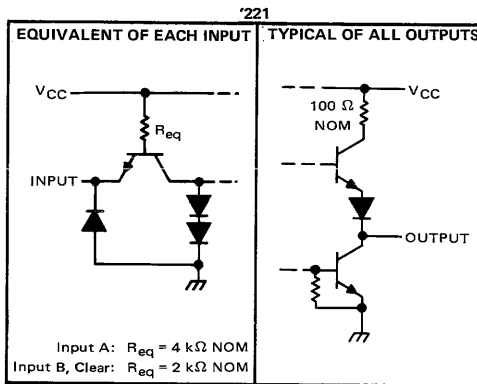 '221
EQUIVALENT OF EACH INPUT
VCC
Req
INPUT
Input A: Req = 4 kΩ NOM
Input B, Clear: Req = 2 kΩ NOM
TYPICAL OF ALL OUTPUTS
VCC
100 Ω
NOM
OUTPUT